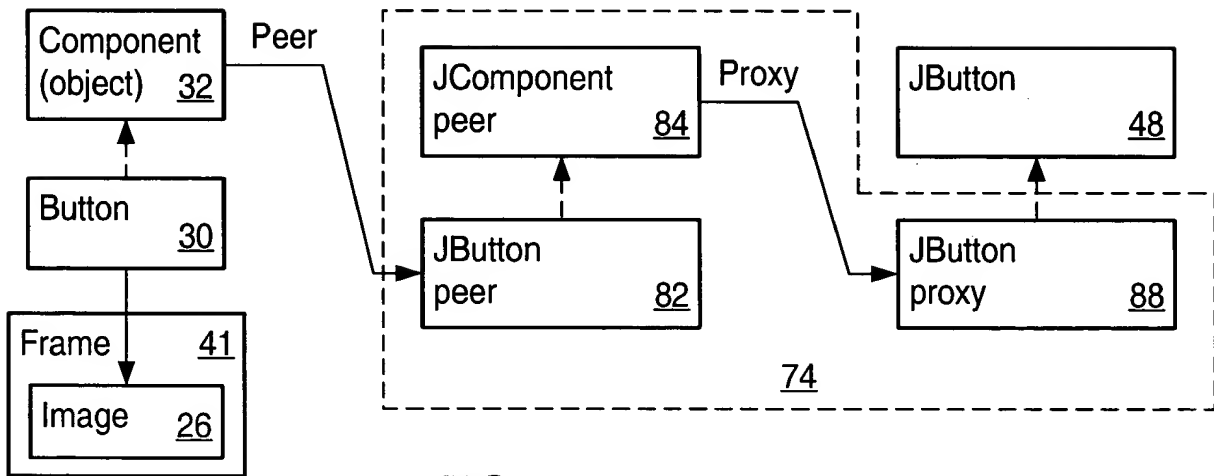 Component
(object) 32
Peer
JComponent
peer 84
Proxy
JButton
48
Button
30
JButton
peer 82
JButton
proxy 88
Frame 41
Image 26
74